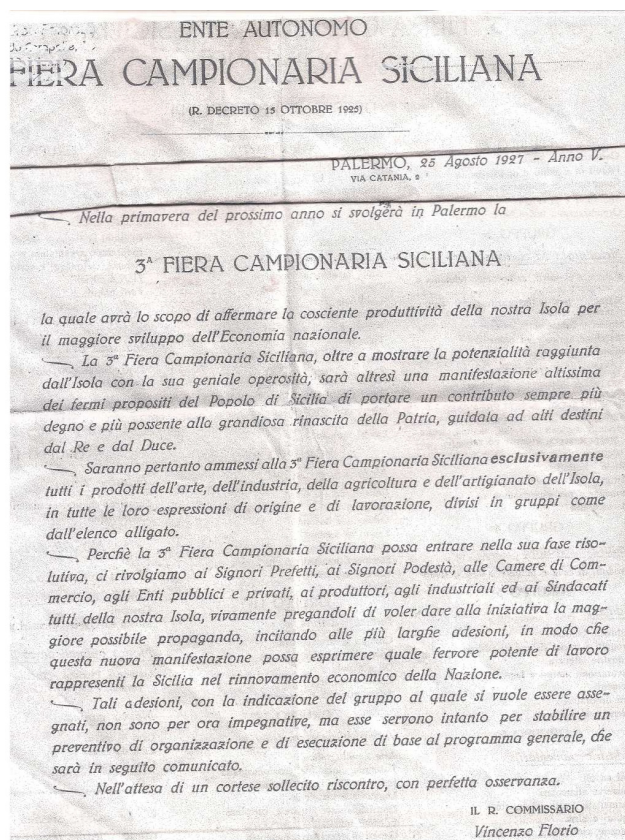 ENTE AUTONOMO
FIERA CAMPIONARIA SICILIANA
(R. DECRETO 15 OTTOBRE 1925)
PALERMO, 25 Agosto 1927 - Anno V.
VIA CATANIA, 2
Nella primavera del prossimo anno si svolgerà in Palermo la
3ª FIERA CAMPIONARIA SICILIANA
la quale avrà lo scopo di affermare la cosciente produttività della nostra Isola per
il maggiore sviluppo dell'Economia nazionale.
La 3ª Fiera Campionaria Siciliana, oltre a mostrare la potenzialità raggiunta
dall'Isola con la sua geniale operosità, sarà altresì una manifestazione altissima
dei fermi propositi del Popolo di Sicilia di portare un contributo sempre più
degno e più possente alla grandiosa rinascita della Patria, guidata ad alti destini
dal Re e dal Duce.
Saranno pertanto ammessi alla 3ª Fiera Campionaria Siciliana esclusivamente
tutti i prodotti dell'arte, dell'industria, della agricoltura e dell'artigianato dell'Isola,
in tutte le loro espressioni di origine e di lavorazione, divisi in gruppi come
dall'elenco alligato.
Perchè la 3ª Fiera Campionaria Siciliana possa entrare nella sua fase riso-
lutiva, ci rivolgiamo ai Signori Prefetti, ai Signori Podestà, alle Camere di Com-
mercio, agli Enti pubblici e privati, ai produttori, agli industriali ed ai Sindacati
tutti della nostra Isola, vivamente pregandoli di voler dare alla iniziativa la mag-
giore possibile propaganda, incitando alle più larghe adesioni, in modo che
questa nuova manifestazione possa esprimere quale fervore potente di lavoro
rappresenti la Sicilia nel rinnovamento economico della Nazione.
Tali adesioni, con la indicazione del gruppo al quale si vuole essere asse-
gnati, non sono per ora impegnative, ma esse servono intanto per stabilire un
preventivo di organizzazione e di esecuzione di base al programma generale, che
sarà in seguito comunicato.
Nell'attesa di un cortese sollecito riscontro, con perfetta osservanza.
IL R. COMMISSARIO
Vincenzo Florio